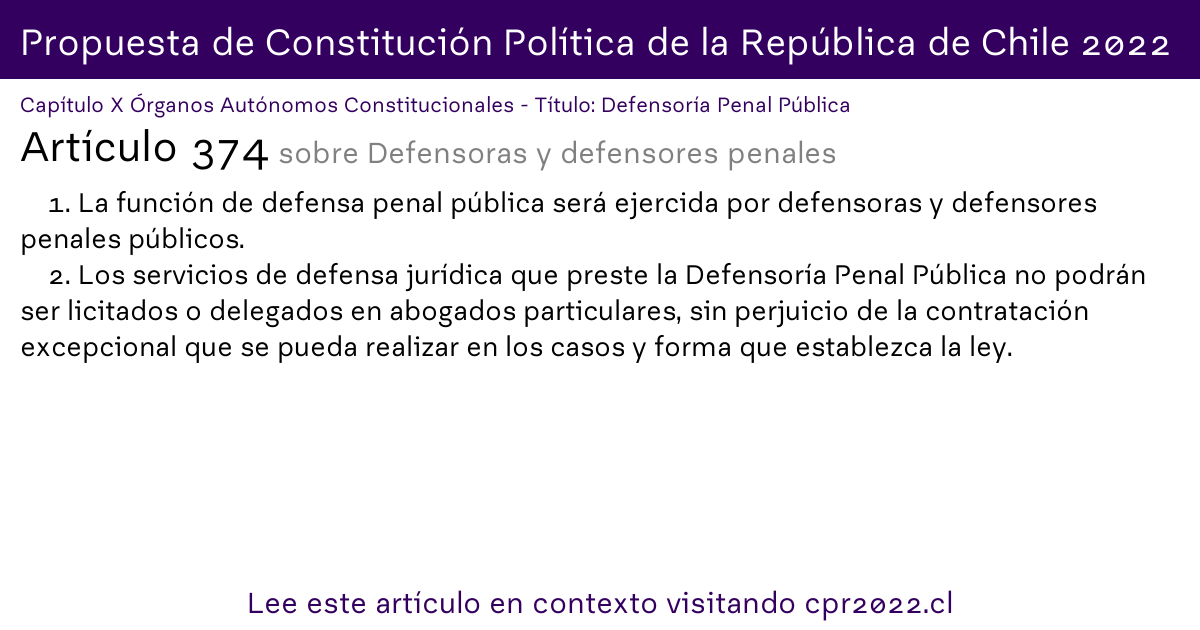 Propuesta de Constitución Política de la República de Chile 2022
Capítulo X Órganos Autónomos Constitucionales - Título: Defensoría Penal Pública
Artículo 374 sobre Defensoras y defensores penales
1. La función de defensa penal pública será ejercida por defensoras y defensores
penales públicos.
2. Los servicios de defensa jurídica que preste la Defensoría Penal Pública no podrán
ser licitados o delegados en abogados particulares, sin perjuicio de la contratación
excepcional que se pueda realizar en los casos y forma que establezca la ley.
Lee este artículo en contexto visitando cpr2022.cl